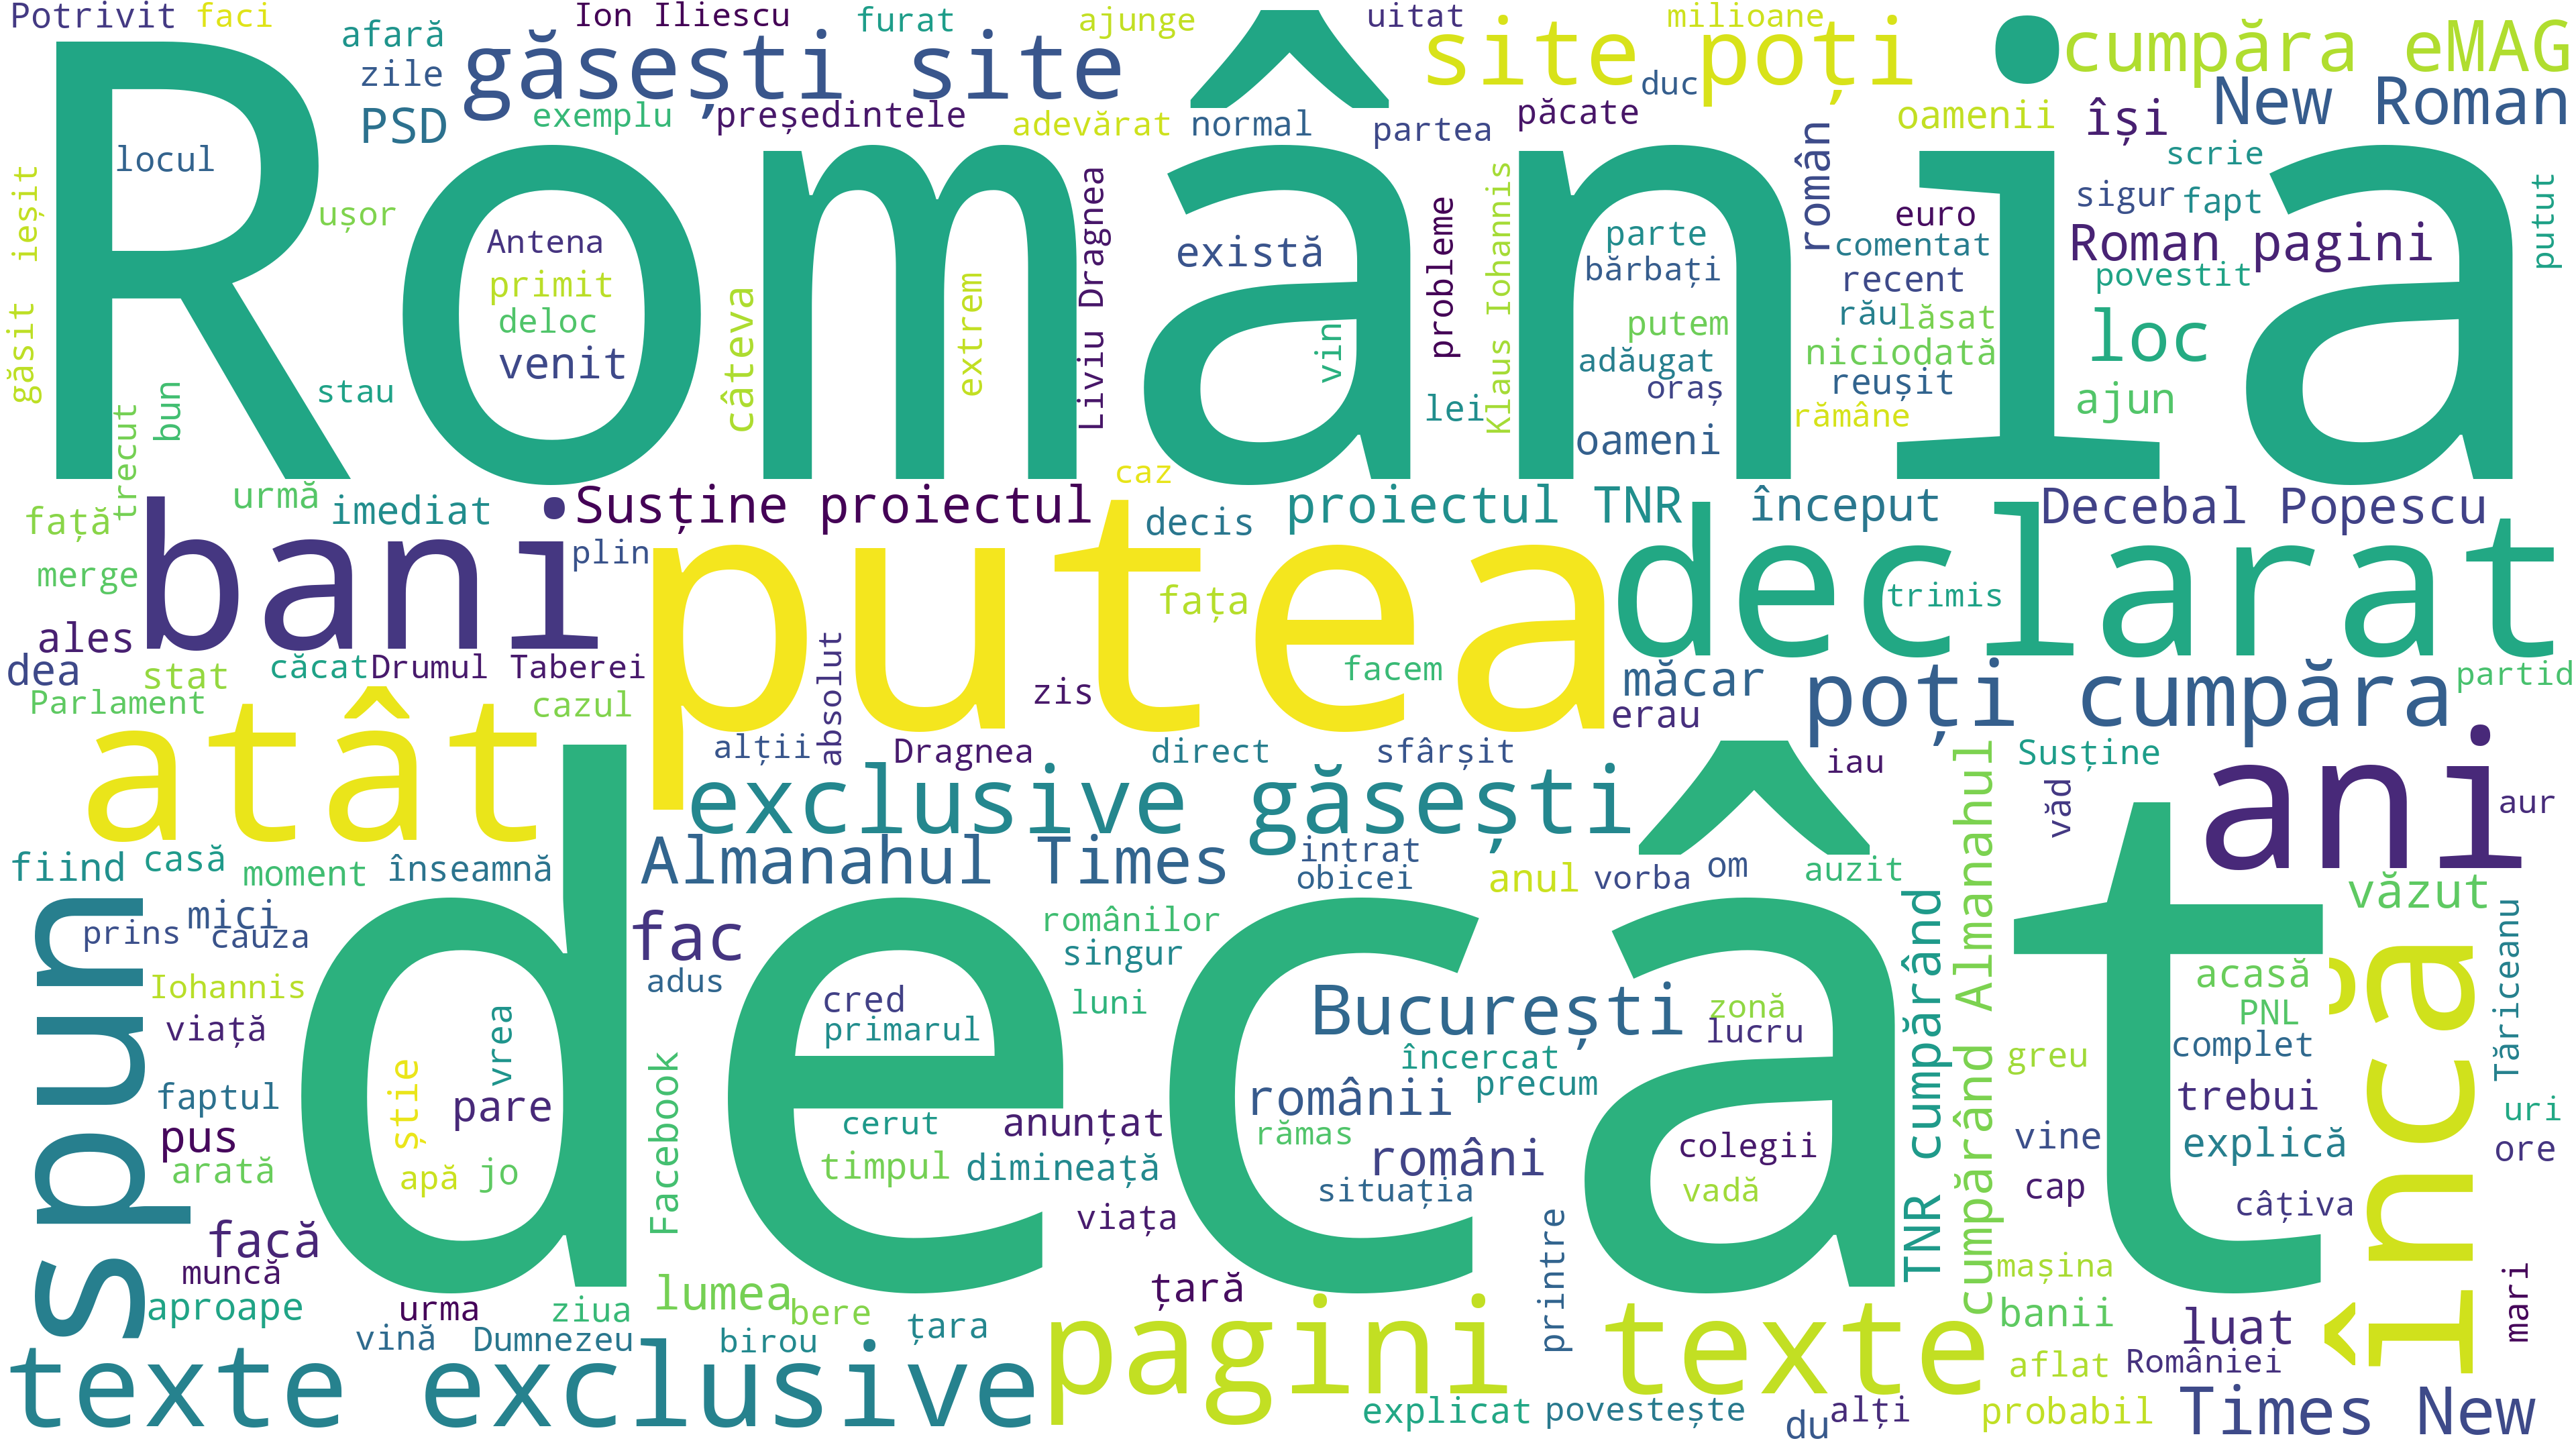 Potrivit faci Ion Iliescu furat ajunge uitat milioane
afară găsești site site poți cumpăra eMAG
zile duc New Roman
PSD exemplu președintele adevărat normal partea păcate oamenii își
locul român scrie
ieșit ușor Liviu Dragnea probleme Klaus Iohannis euro sigur fapt putut
România
Antena există parte comentat Roman pagini
primit bărbați recent povestit
găsit deloc câteva extrem vin putem rău lăsat loc
venit adăugat niciodată
trecut bun stau lei oraș reușit ajun
oameni rămâne
caz
urmă imediat Susține proiectul proiectul TNR început Decebal Popescu
față decis
bani plin putea declarat
merge fața trimis
ales
dea stat căcat Drumul Taberei absolut zis facem măcar poți cumpăra partid
Parlament cazul erau
atât alții Dragnea direct sfârșit iau Susține ani
exclusive găsești văd aur
fiind casă moment înseamnă Almanahul Times intrat
obicei anul vorba om auzit văzut
spun mici fac românilor TNR cumpărând cumpărând Almanahul încă Tăriceanu
prins cauza singur
decât
Iohannis adus cred luni București zonă acasă
viață vrea primarul lucru PNL
încercat greu complet
faptul știe pare Facebook românii precum trebui uri
pus cerut anunțat rămas colegii vine explică ore
arată apă jo timpul dimineață români
situația vadă cap câțiva
facă viața printre
muncă țară mașina mari
aproape urma ziua lumea bere banii
vină Dumnezeu birou țara luat
texte exclusive pagini texte aflat României
explicat povestește du alți probabil Times New